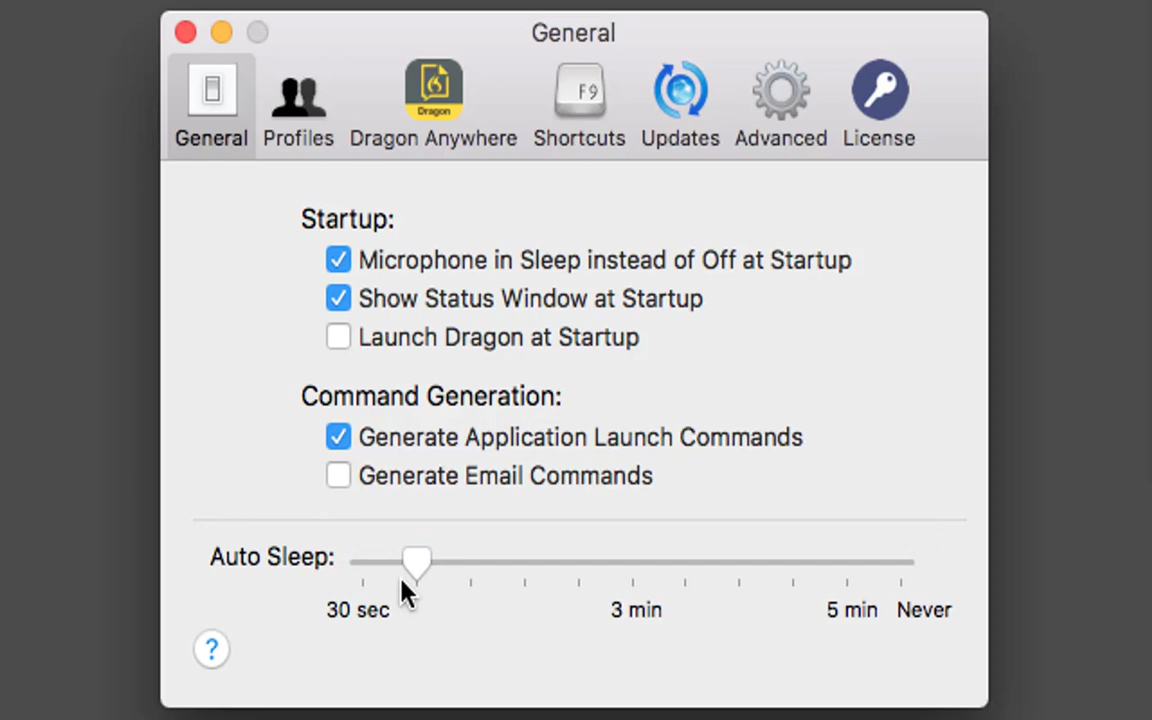 General
F9
Dragon
General Profiles Dragon Anywhere Shortcuts Updates Advanced License
Startup:
Microphone in Sleep instead of Off at Startup
Show Status Window at Startup
Launch Dragon at Startup
Command Generation:
Generate Application Launch Commands
Generate Email Commands
Auto Sleep:
30 sec 3 min 5 min Never
?